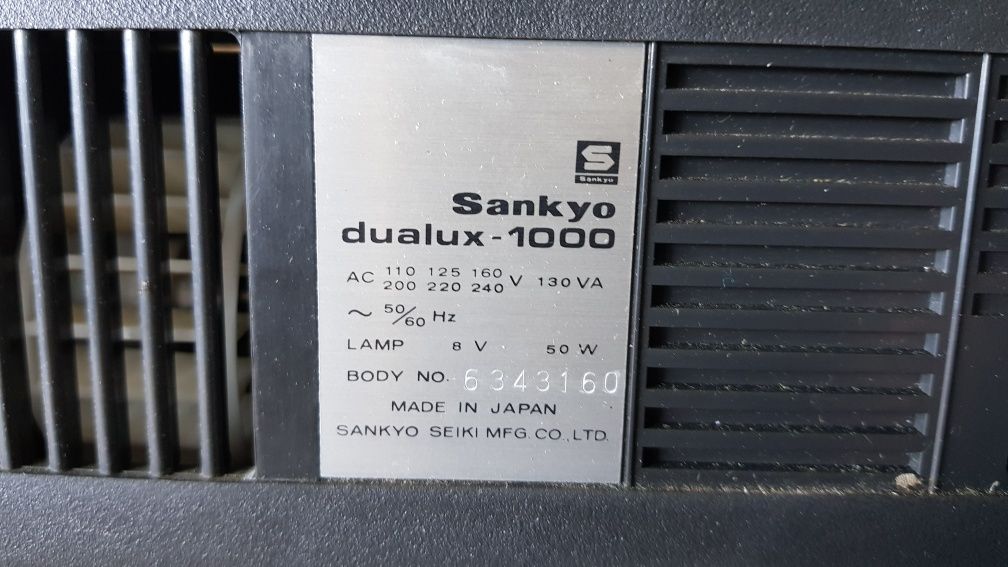 S
Sankyo
Sankyo
dualux-1000
AC 110 125 160 V 130 VA
200 220 240
~ 50/60 Hz
LAMP 8 V 50 W
BODY NO. 6343160
MADE IN JAPAN
SANKYO SEIKI MFG. CO., LTD.